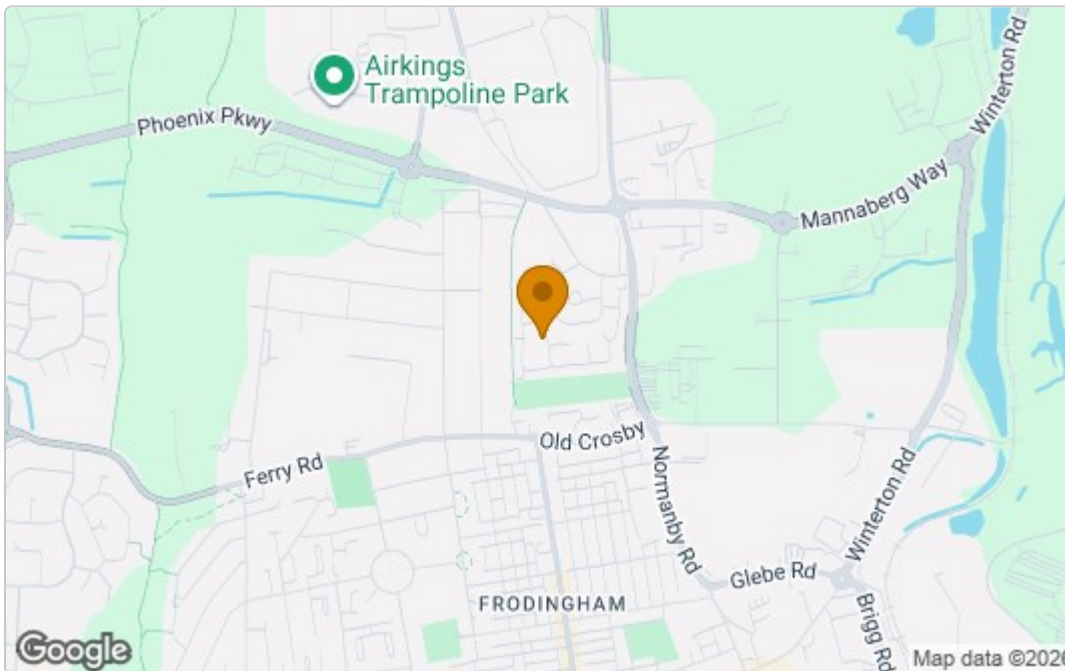 Airkings
Trampoline Park
Phoenix Pkwy
Winterton Rd
Mannaberg Way
Old Crosby
Ferry Rd
Normanby Rd
Winterton Rd
Glebe Rd
FRODINGHAM
Brigg Rd
Google
Map data ©2026